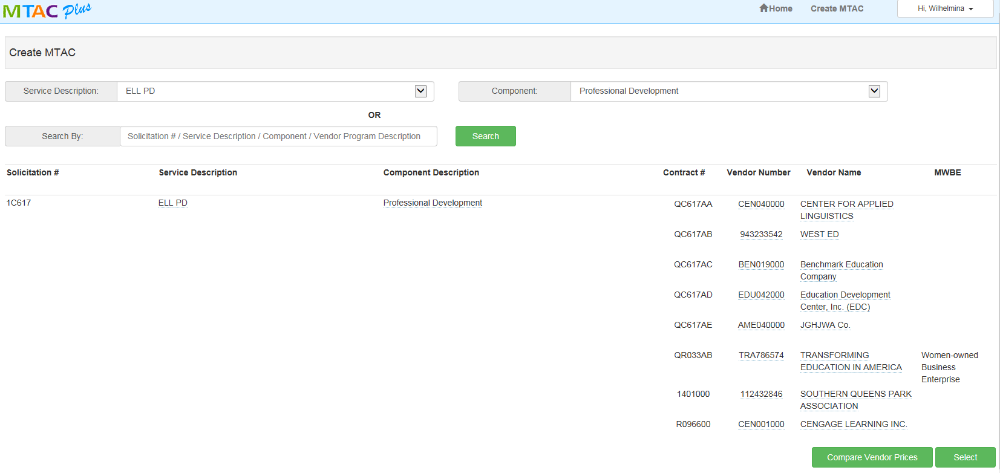 MTAC Plus
Home Create MTAC Hi, Wilhelmina
Create MTAC
Service Description: ELL PD Component: Professional Development
OR
Search By: Solicitation # / Service Description / Component / Vendor Program Description Search
Solicitation # Service Description Component Description Contract # Vendor Number Vendor Name MWBE
1C617 ELL PD Professional Development QC617AA CEN040000 CENTER FOR APPLIED
LINGUISTICS
QC617AB 943233542 WEST ED
QC617AC BEN019000 Benchmark Education
Company
QC617AD EDU042000 Education Development
Center, Inc. (EDC)
QC617AE AME040000 JGHJWA Co.
QR033AB TRA786574 TRANSFORMING Women-owned
EDUCATION IN AMERICA Business
Enterprise
1401000 112432846 SOUTHERN QUEENS PARK
ASSOCIATION
R096600 CEN001000 CENGAGE LEARNING INC.
Compare Vendor Prices Select